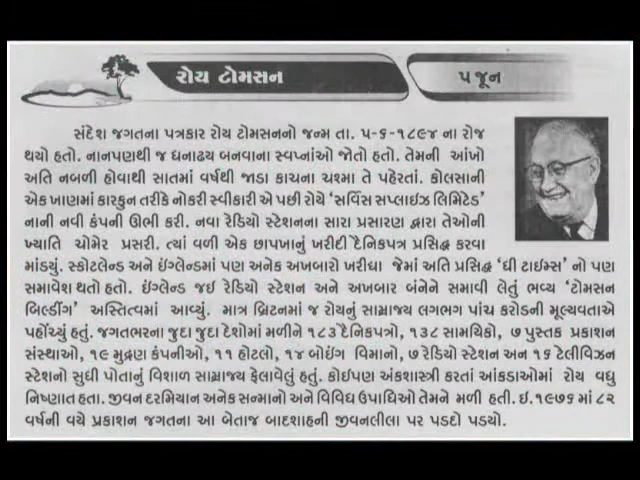 રોય ટોમસન
૫ જૂન
સંદેશ જગતના પત્રકાર રોય ટોમસનનો જન્મ તા. ૫-૬-૧૮૯૪ ના રોજ
થયો હતો. નાનપણથી જ ધનાઢય બનવાના સ્વપ્નાંઓ જોતો હતો. તેમની આંખો
અતિ નબળી હોવાથી સાતમાં વર્ષથી જાડા કાચના ચશ્મા તે પહેરતાં. કોલસાની
એક ખાણમાં કારકુન તરીકે નોકરી સ્વીકારી એ પછી રોયે ‘સર્વિસ સપ્લાઈઝ લિમિટેડ’
નાની નવી કંપની ઊભી કરી. નવા રેડિયો સ્ટેશનના સારા પ્રસારણ દ્વારા તેઓની
ખ્યાતિ ચોમેર પ્રસરી. ત્યાં વળી એક છાપખાનું ખરીદી દૈનિકપત્ર પ્રસિદ્ધ કરવા
માંડયું. સ્કોટલેન્ડ અને ઇંગ્લેન્ડમાં પણ અનેક અખબારો ખરીધા જેમાં અતિ પ્રસિદ્ધ ‘ધી ટાઈમ્સ’ નો પણ
સમાવેશ થતો હતો. ઇંગ્લેન્ડ જઈ રેડિયો સ્ટેશન અને અખબાર બંનેને સમાવી લેતું ભવ્ય ‘ટોમસન
બિલ્ડીંગ’ અસ્તિત્વમાં આવ્યું. માત્ર બ્રિટનમાં જ રોયનું સામ્રાજ્ય લગભગ પાંચ કરોડની મૂલ્યવતાએ
પહોંચ્યું હતું. જગતભરના જુદા જુદા દેશોમાં મળીને ૧૮૩ દૈનિકપત્રો, ૧૩૮ સામયિકો, ૭ પુસ્તક પ્રકાશન
સંસ્થાઓ, ૧૯ મુદ્રણ કંપનીઓ, ૧૧ હોટલો, ૧૪ બોઇંગ વિમાનો, ૭ રેડિયો સ્ટેશન અન ૧૬ ટેલીવિઝન
સ્ટેશનો સુધી પોતાનું વિશાળ સામ્રાજ્ય ફેલાવેલું હતું. કોઇપણ અંકશાસ્ત્રી કરતાં આંકડાઓમાં રોય વધુ
નિષ્ણાત હતા. જીવન દરમિયાન અનેક સન્માનો અને વિવિધ ઉપાધિઓ તેમને મળી હતી. ઇ.૧૯૭૬ માં ૮૨
વર્ષની વયે પ્રકાશન જગતના આ બેતાજ બાદશાહની જીવનલીલા પર પડદો પડયો.